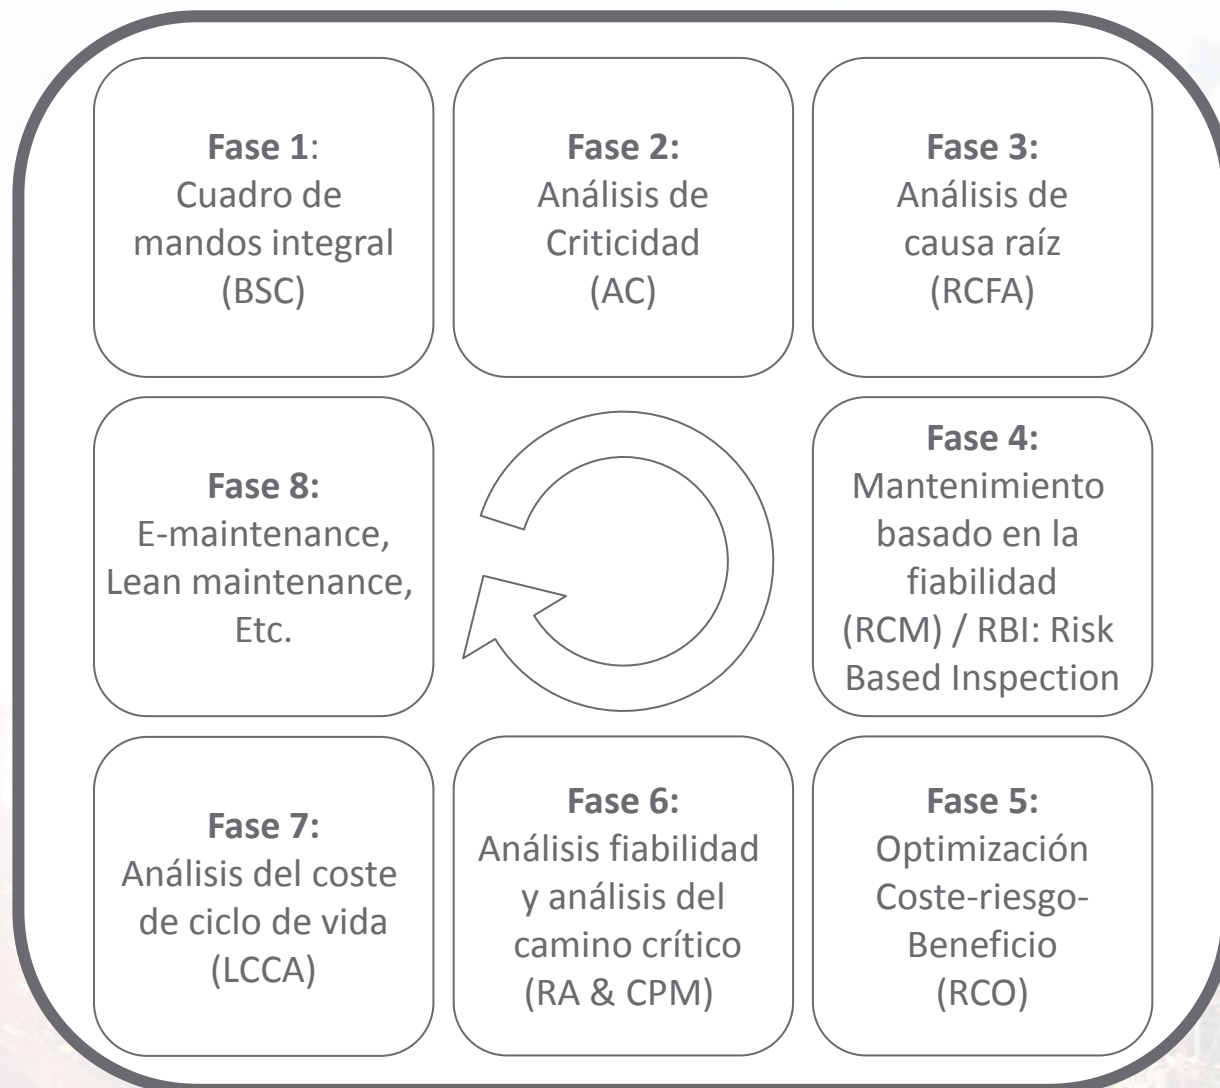 Fase 1:
Cuadro de
mandos integral
(BSC)
Fase 2:
Análisis de
Criticidad
(AC)
Fase 3:
Análisis de
causa raíz
(RCFA)
Fase 4:
Mantenimiento
basado en la
fiabilidad
(RCM) / RBI: Risk
Based Inspection
Fase 5:
Optimización
Coste-riesgo-
Beneficio
(RCO)
Fase 6:
Análisis fiabilidad
y análisis del
camino crítico
(RA & CPM)
Fase 7:
Análisis del coste
de ciclo de vida
(LCCA)
Fase 8:
E-maintenance,
Lean maintenance,
Etc.